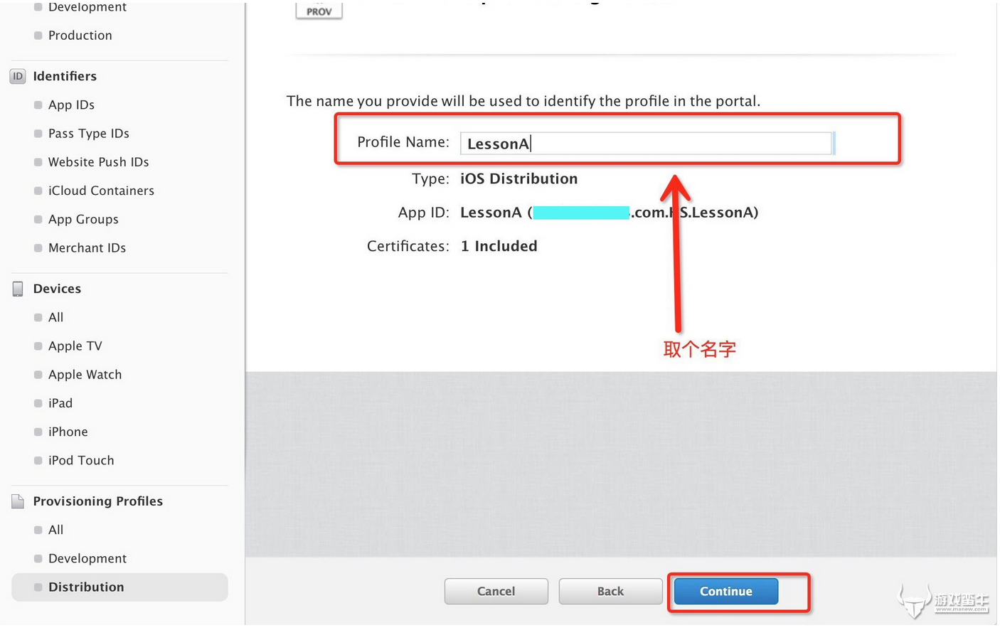 Development
Production
ID Identifiers
App IDs
Pass Type IDs
Website Push IDs
iCloud Containers
App Groups
Merchant IDs
Devices
All
Apple TV
Apple Watch
iPad
iPhone
iPod Touch
Provisioning Profiles
All
Development
Distribution
PROV
The name you provide will be used to identify the profile in the portal.
Profile Name: LessonA
Type: iOS Distribution
App ID: LessonA ( .com. S.LessonA)
Certificates: 1 Included
取个名字
Cancel Back Continue
游戏蛮牛
www.manew.com